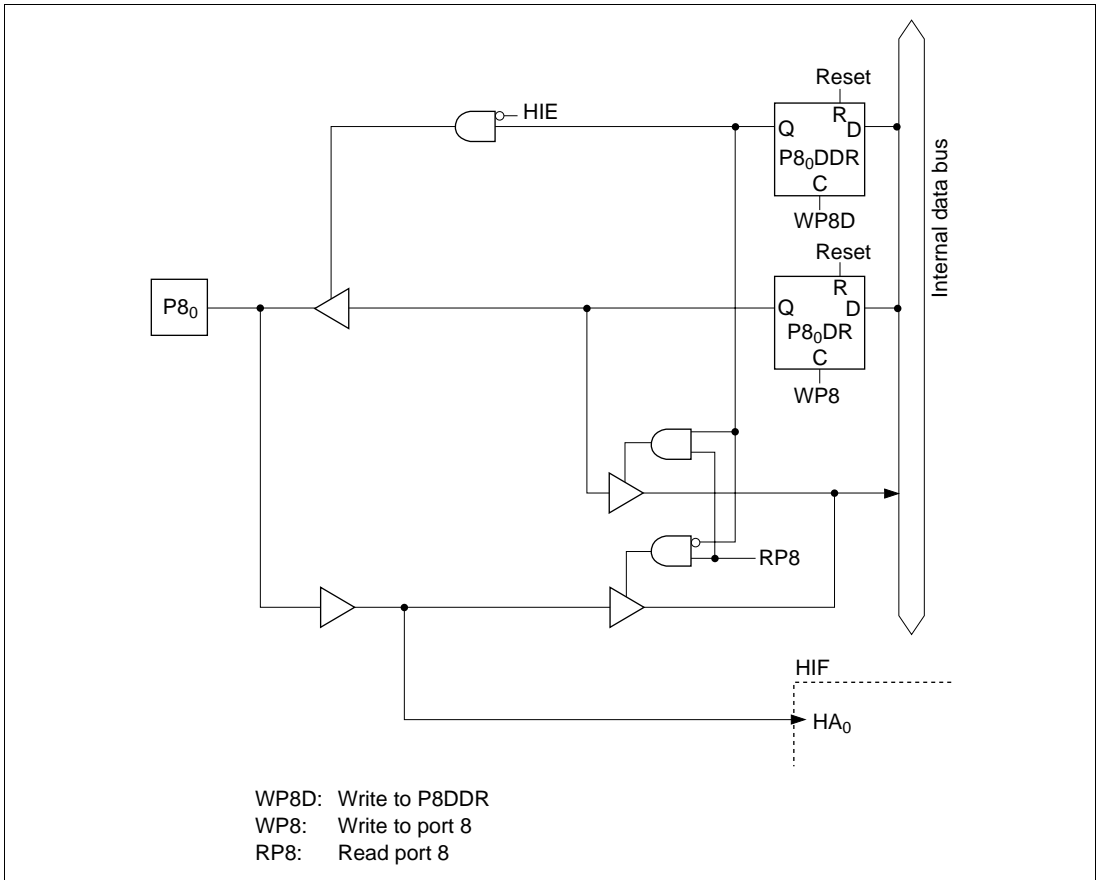 Reset
HIE
R
Q
D
P8₀DDR
C
WP8D
Internal data bus
Reset
R
P8₀
Q
D
P8₀DR
C
WP8
RP8
HIF
HA₀
WP8D: Write to P8DDR
WP8: Write to port 8
RP8: Read port 8